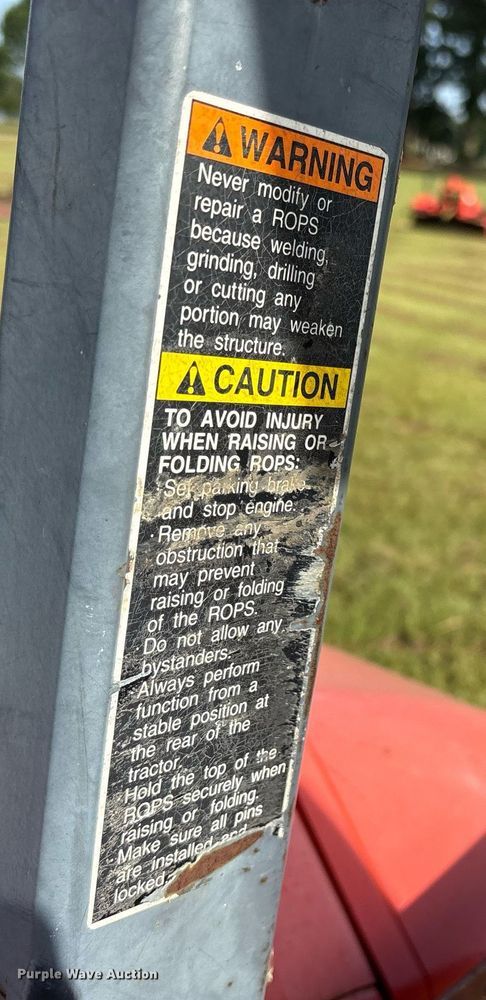 WARNING
Never modify or
repair a ROPS
because welding,
grinding, drilling
or cutting any
portion may weaken
the structure.
CAUTION
TO AVOID INJURY
WHEN RAISING OR
FOLDING ROPS:
·Set parking brake
and stop engine.
·Remove any
obstruction that
may prevent
raising or folding
of the ROPS.
·Do not allow any
bystanders.
·Always perform
function from a
stable position at
the rear of the
tractor.
·Hold the top of the
ROPS securely when
raising or folding.
·Make sure all pins
are installed and
locked.
Purple Wave Auction